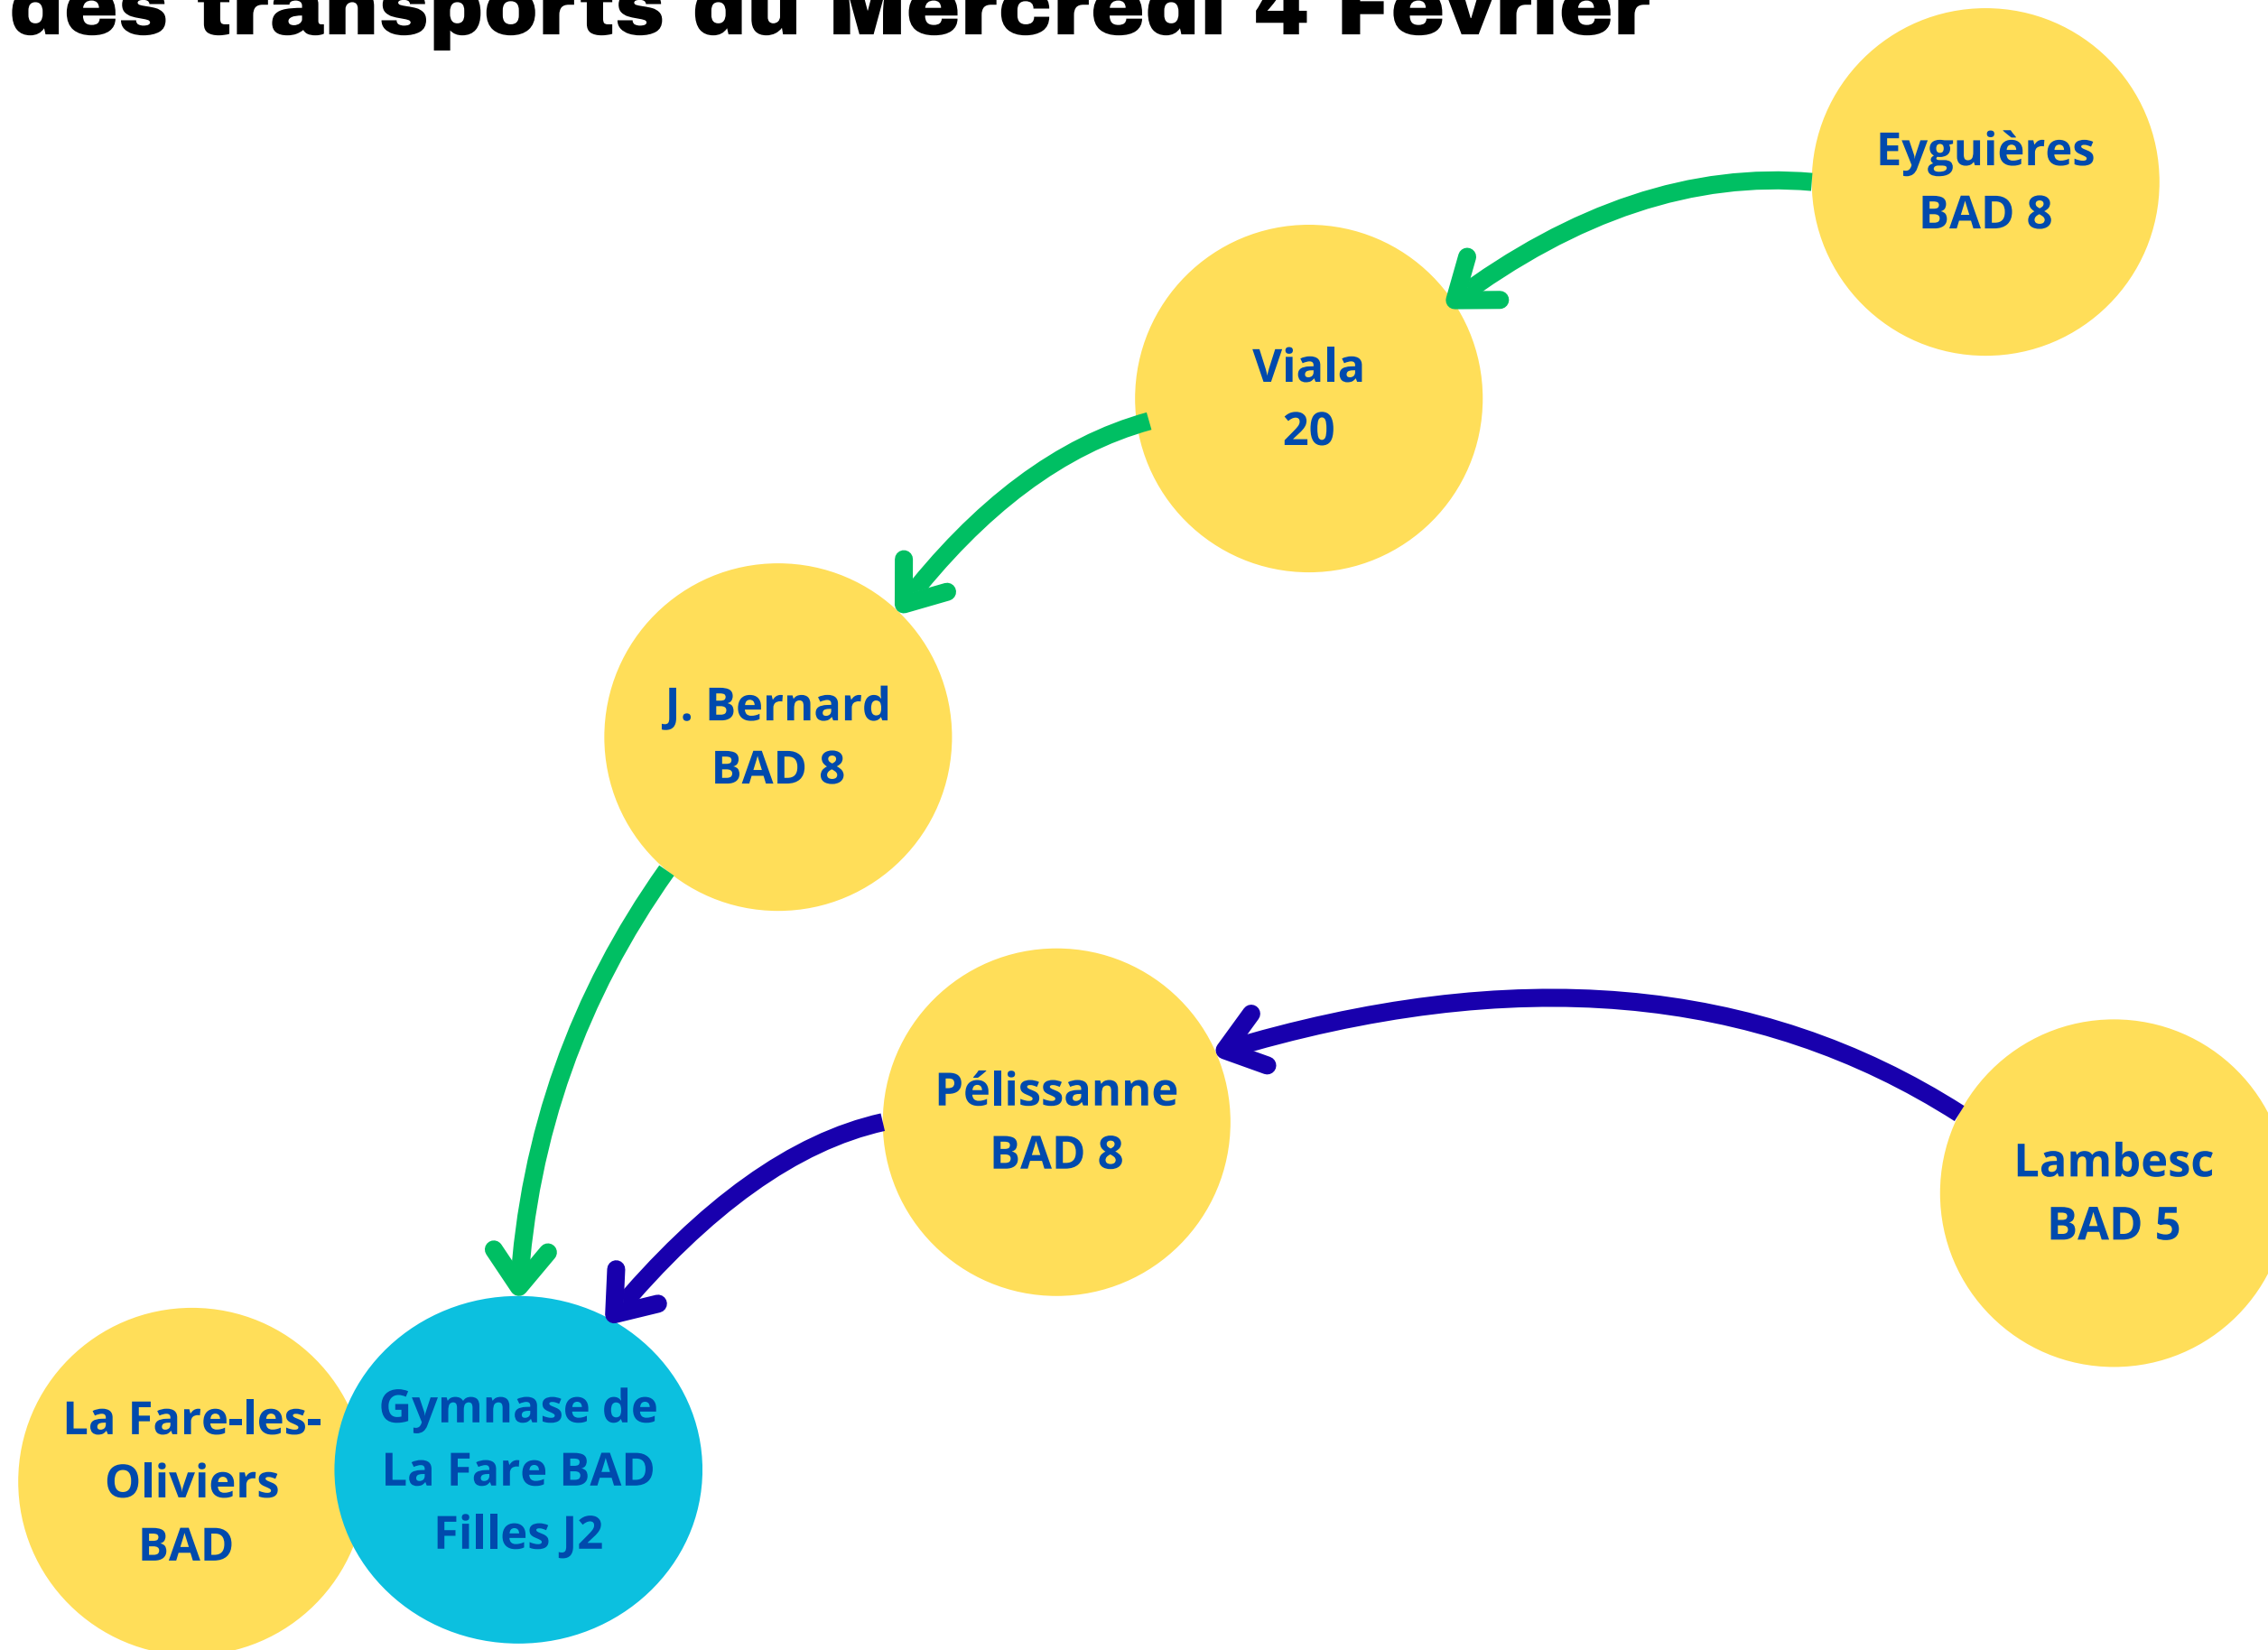 des transports du Mercredi 4 Février
Eyguières
BAD 8
Viala
20
J. Bernard
BAD 8
Pélissanne
BAD 8
Lambesc
BAD 5
La Fare-les-
Oliviers
BAD
Gymnase de
La Fare BAD
Filles J2